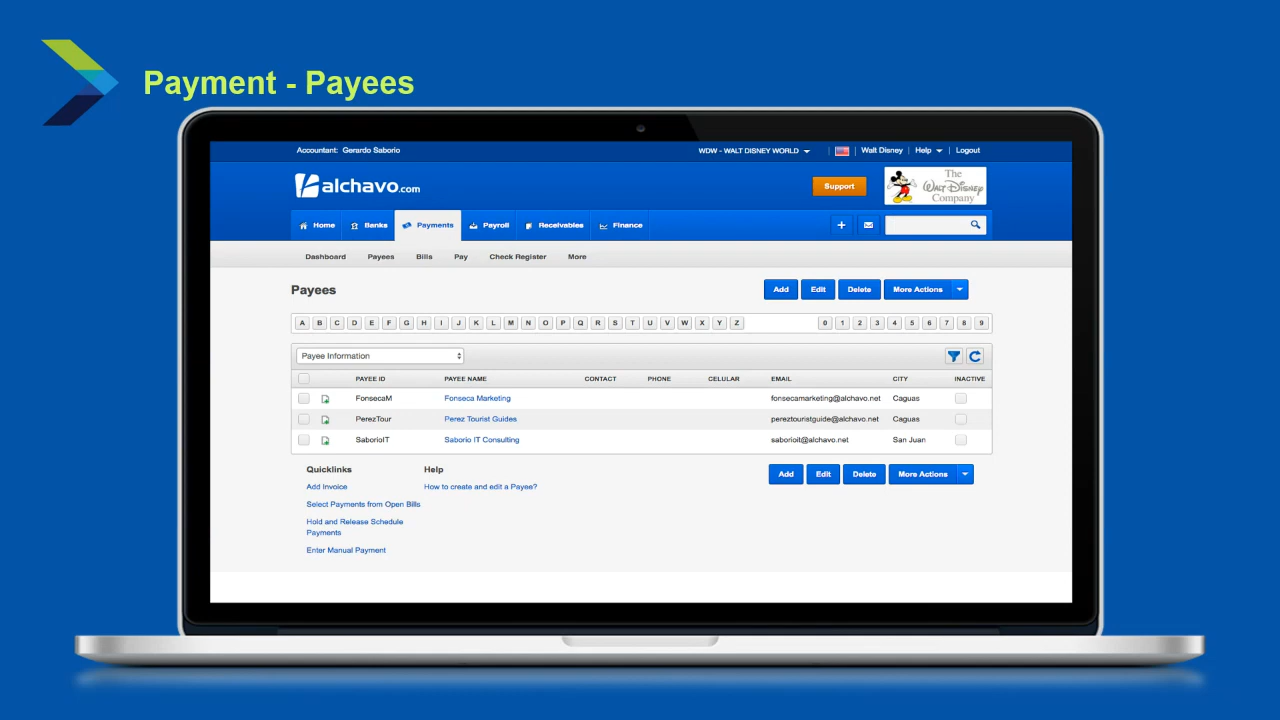 Payment - Payees
Accountant: Gerardo Saborio
WDW - WALT DISNEY WORLD
Walt Disney
Help
Logout
alchavo.com
Support
The
WALT DISNEY
Company
Home
Banks
Payments
Payroll
Receivables
Finance
Dashboard
Payees
Bills
Pay
Check Register
More
Payees
Add
Edit
Delete
More Actions
A B C D E F G H I J K L M N O P Q R S T U V W X Y Z
0 1 2 3 4 5 6 7 8 9
Payee Information
PAYEE ID PAYEE NAME CONTACT PHONE CELULAR EMAIL CITY INACTIVE
FonsecaM Fonseca Marketing fonsecamarketing@alchavo.net Caguas
PerezTour Perez Tourist Guides pereztouristguide@alchavo.net Caguas
SaborioIT Saborio IT Consulting saborioit@alchavo.net San Juan
Quicklinks
Add Invoice
Select Payments from Open Bills
Hold and Release Schedule
Payments
Enter Manual Payment
Help
How to create and edit a Payee?
Add
Edit
Delete
More Actions